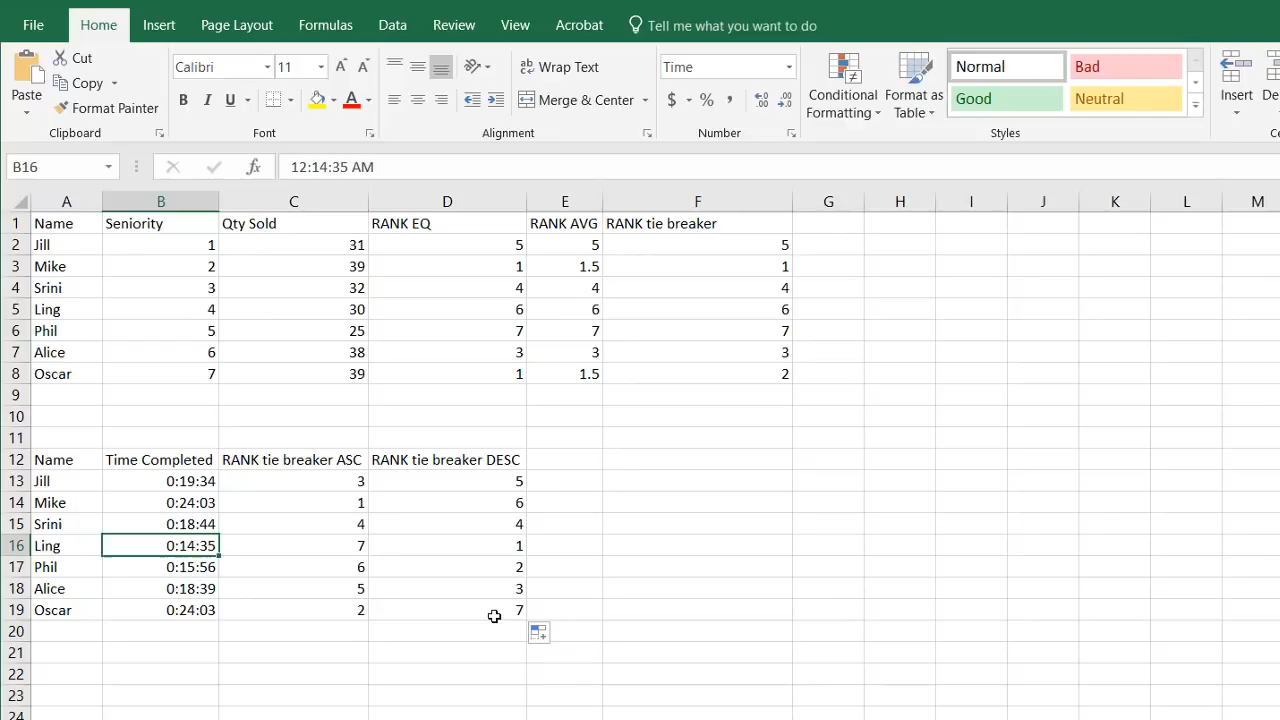 File Home Insert Page Layout Formulas Data Review View Acrobat Tell me what you want to do
Paste Cut Copy Format Painter Clipboard
Calibri 11 A A B I U A Font
Wrap Text Merge & Center Alignment
Time $ % , .00 Number
Conditional Formatting Format as Table Normal Bad Good Neutral Styles
Insert
B16 fx 12:14:35 AM
A B C D E F G H I J K L M
1 Name Seniority Qty Sold RANK EQ RANK AVG RANK tie breaker
2 Jill 1 31 5 5 5
3 Mike 2 39 1 1.5 1
4 Srini 3 32 4 4 4
5 Ling 4 30 6 6 6
6 Phil 5 25 7 7 7
7 Alice 6 38 3 3 3
8 Oscar 7 39 1 1.5 2
9
10
11
12 Name Time Completed RANK tie breaker ASC RANK tie breaker DESC
13 Jill 0:19:34 3 5
14 Mike 0:24:03 1 6
15 Srini 0:18:44 4 4
16 Ling 0:14:35 7 1
17 Phil 0:15:56 6 2
18 Alice 0:18:39 5 3
19 Oscar 0:24:03 2 7
20
21
22
23
24